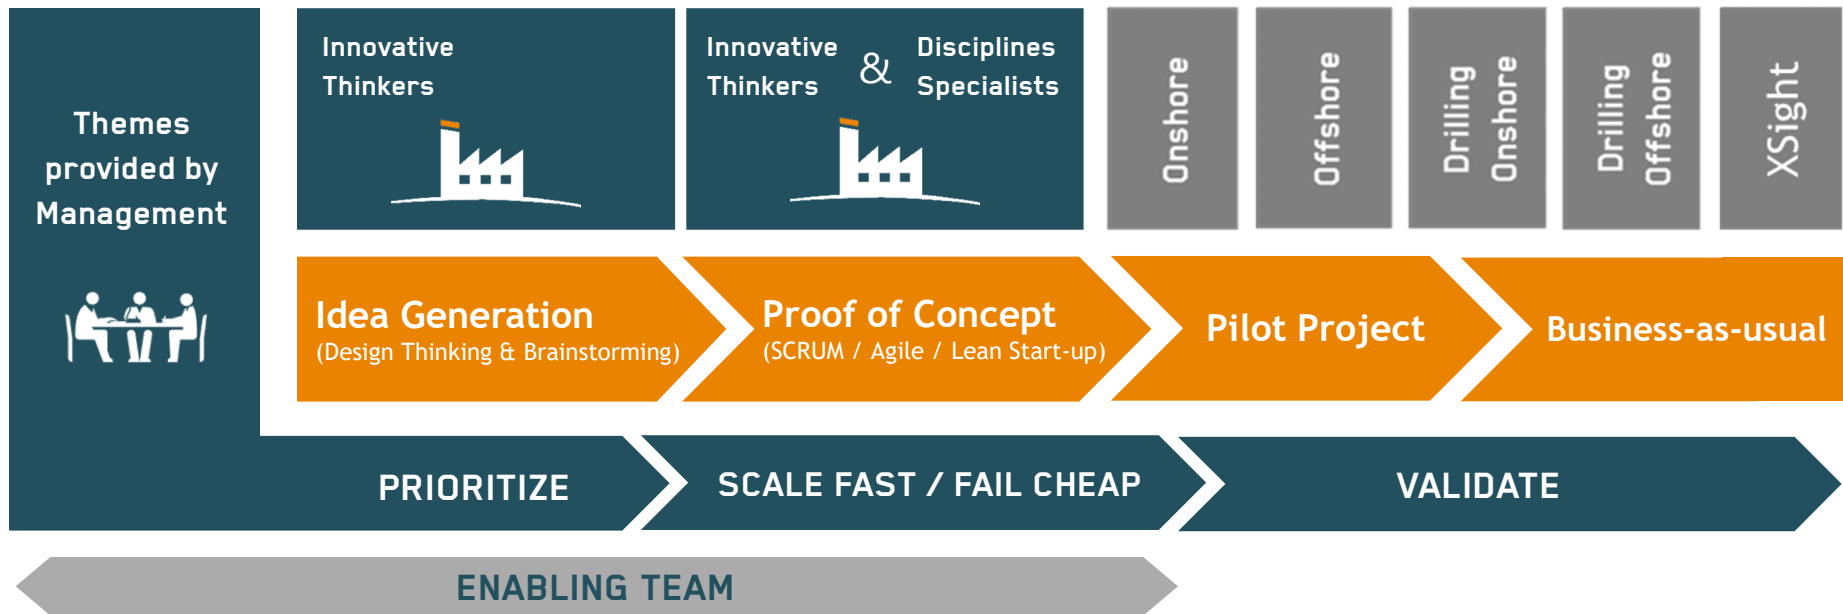 Themes
provided by
Management
Innovative
Thinkers
Innovative
Thinkers
&
Disciplines
Specialists
Onshore
Offshore
Drilling
Onshore
Drilling
Offshore
XSight
Idea Generation
(Design Thinking & Brainstorming)
Proof of Concept
(SCRUM / Agile / Lean Start-up)
Pilot Project
Business-as-usual
PRIORITIZE
SCALE FAST / FAIL CHEAP
VALIDATE
ENABLING TEAM